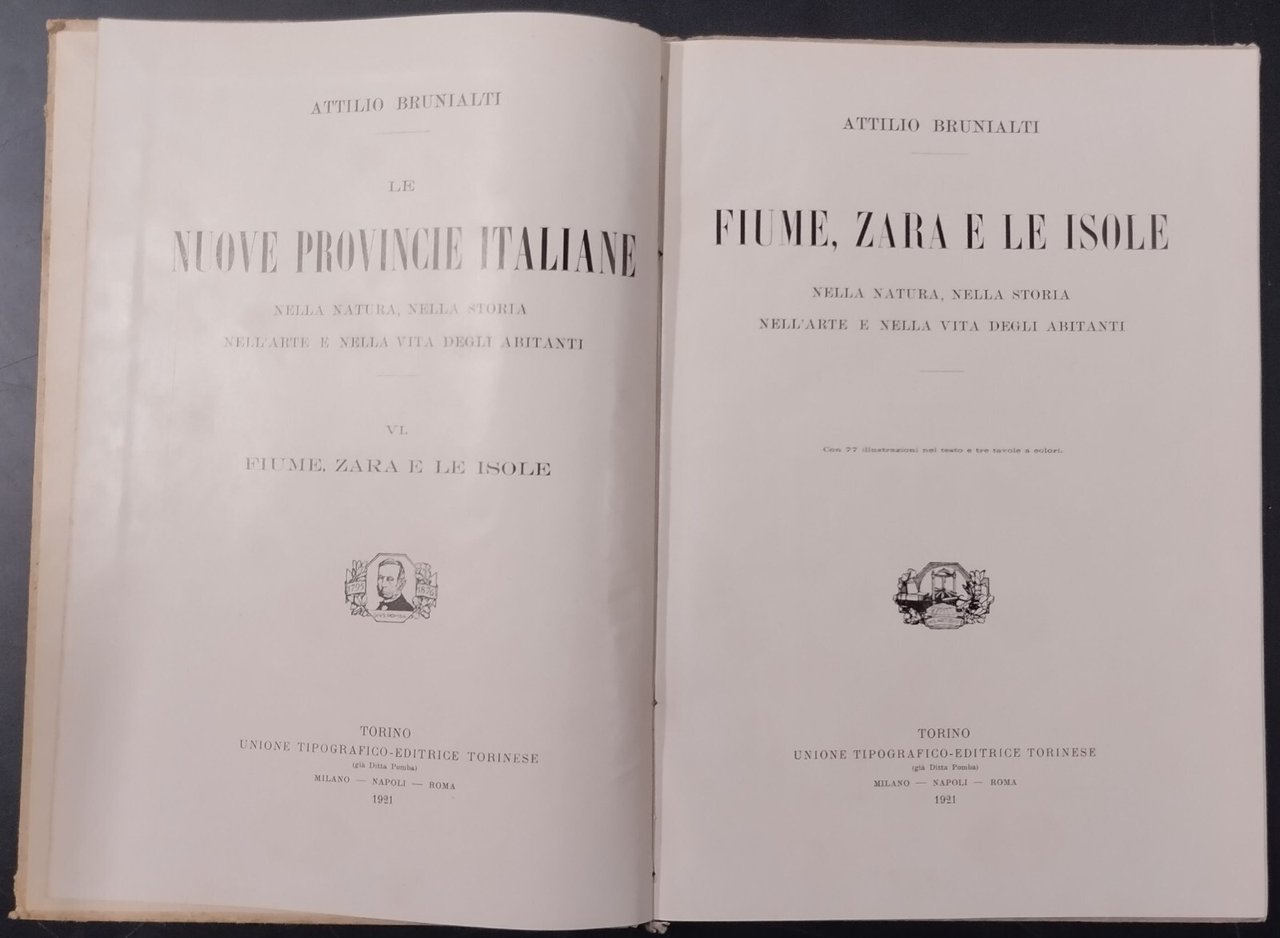 ATTILIO BRUNIALTI
LE
NUOVE PROVINCIE ITALIANE
NELLA NATURA, NELLA STORIA
NELL'ARTE E NELLA VITA DEGLI ABITANTI
VI.
FIUME, ZARA E LE ISOLE
1795 1876
TORINO
UNIONE TIPOGRAFICO-EDITRICE TORINESE
(già Ditta Pomba)
MILANO — NAPOLI — ROMA
1921
ATTILIO BRUNIALTI
FIUME, ZARA E LE ISOLE
NELLA NATURA, NELLA STORIA
NELL'ARTE E NELLA VITA DEGLI ABITANTI
Con 77 illustrazioni nel testo e tre tavole a colori.
TORINO
UNIONE TIPOGRAFICO-EDITRICE TORINESE
(già Ditta Pomba)
MILANO — NAPOLI — ROMA
1921